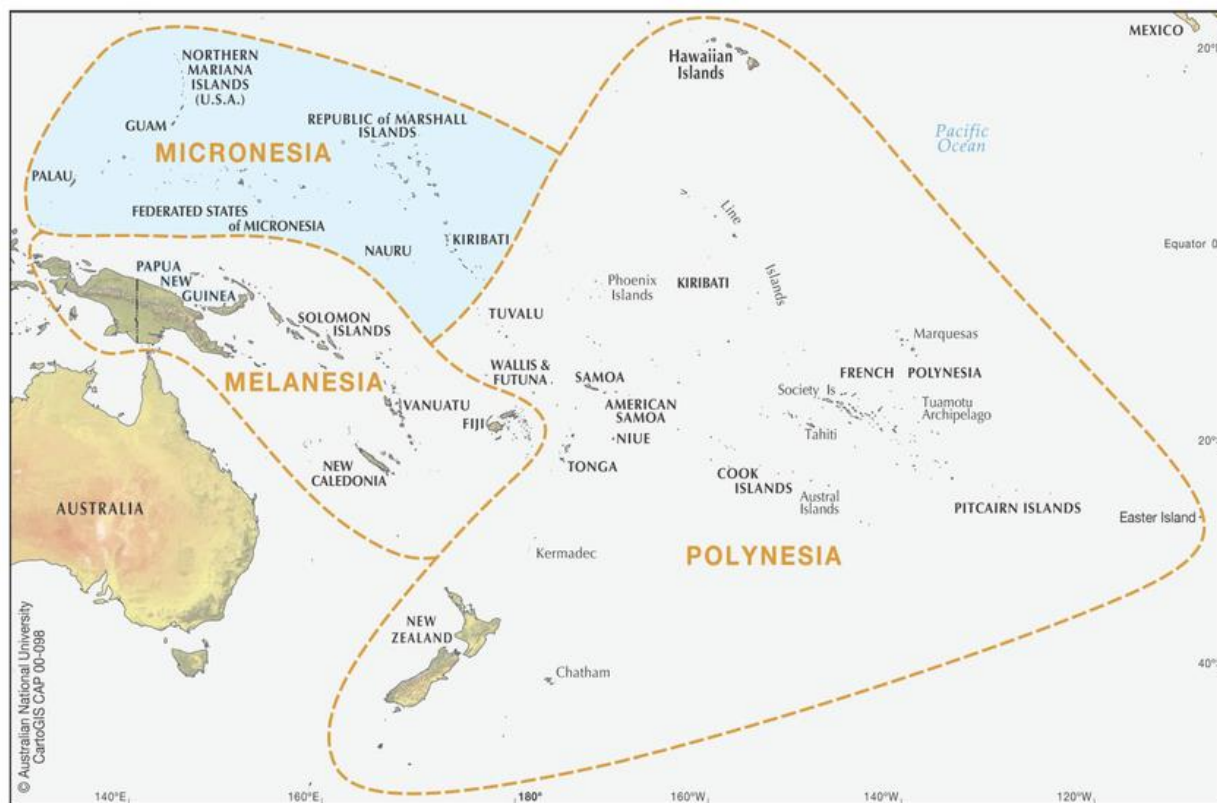 MEXICO
20°
NORTHERN
MARIANA
ISLANDS
(U.S.A.)
Hawaiian
Islands
GUAM
REPUBLIC of MARSHALL
ISLANDS
Pacific
Ocean
MICRONESIA
PALAU
FEDERATED STATES
of MICRONESIA
NAURU
KIRIBATI
Line
Islands
Equator 0
PAPUA
NEW
GUINEA
Phoenix
Islands
KIRIBATI
SOLOMON
ISLANDS
TUVALU
Marquesas
MELANESIA
WALLIS &
FUTUNA
SAMOA
FRENCH POLYNESIA
Society Is
VANUATU
AMERICAN
SAMOA
Tuamotu
Archipelago
FIJI
NIUE
Tahiti
20°
TONGA
NEW
CALEDONIA
COOK
ISLANDS
Austral
Islands
AUSTRALIA
PITCAIRN ISLANDS
Easter Island
Kermadec
POLYNESIA
NEW
ZEALAND
Chatham
40°
© Australian National University
CartoGIS CAP 00-098
140°E
160°E
180°
160°W
140°W
120°W